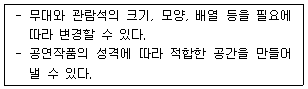 - 무대와 관람석의 크기, 모양, 배열 등을 필요에
따라 변경할 수 있다.
- 공연작품의 성격에 따라 적합한 공간을 만들어
낼 수 있다.